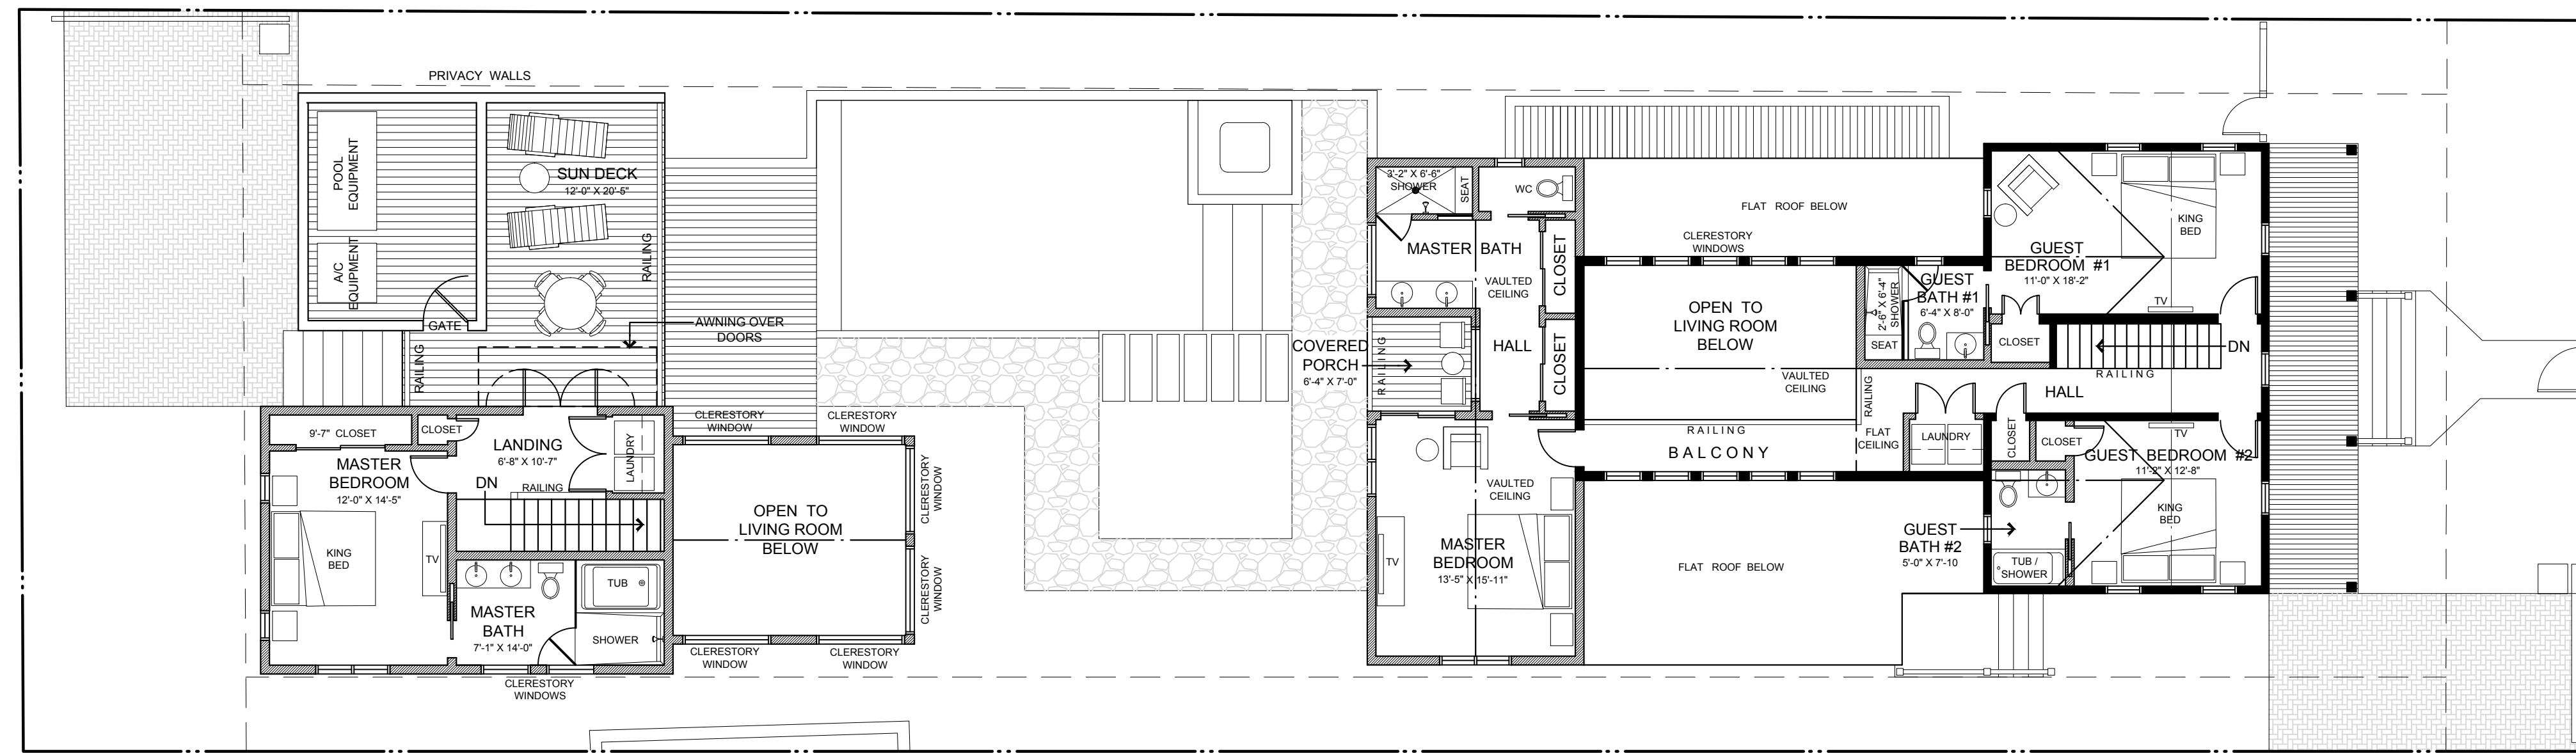 PRIVACY WALLS
POOL
EQUIPMENT
A/C
EQUIPMENT
SUN DECK
12'-0" X 20'-5"
RAILING
GATE
RAILING
AWNING OVER
DOORS
9'-7" CLOSET
CLOSET
LANDING
6'-8" X 10'-7"
LAUNDRY
MASTER
BEDROOM
12'-0" X 14'-5"
DN
RAILING
KING
BED
TV
MASTER
BATH
7'-1" X 14'-0"
TUB
SHOWER
CLERESTORY
WINDOWS
CLERESTORY
WINDOW
CLERESTORY
WINDOW
CLERESTORY
WINDOW
CLERESTORY
WINDOW
OPEN TO
LIVING ROOM
BELOW
CLERESTORY
WINDOW
CLERESTORY
WINDOW
3'-2" X 6'-6"
SHOWER
SEAT
WC
MASTER BATH
VAULTED
CEILING
CLOSET
COVERED
PORCH
6'-4" X 7'-0"
RAILING
HALL
CLOSET
VAULTED
CEILING
TV
MASTER
BEDROOM
13'-5" X 15'-11"
FLAT ROOF BELOW
CLERESTORY
WINDOWS
OPEN TO
LIVING ROOM
BELOW
VAULTED
CEILING
RAILING
BALCONY
RAILING
FLAT
CEILING
FLAT ROOF BELOW
2'-6" X 6'-4"
SHOWER
SEAT
GUEST
BATH #1
6'-4" X 8'-0"
GUEST
BEDROOM #1
11'-0" X 18'-2"
KING
BED
TV
CLOSET
DN
RAILING
HALL
LAUNDRY
CLOSET
CLOSET
TV
GUEST BEDROOM #2
11'-2" X 12'-8"
KING
BED
GUEST
BATH #2
5'-0" X 7'-10
TUB /
SHOWER